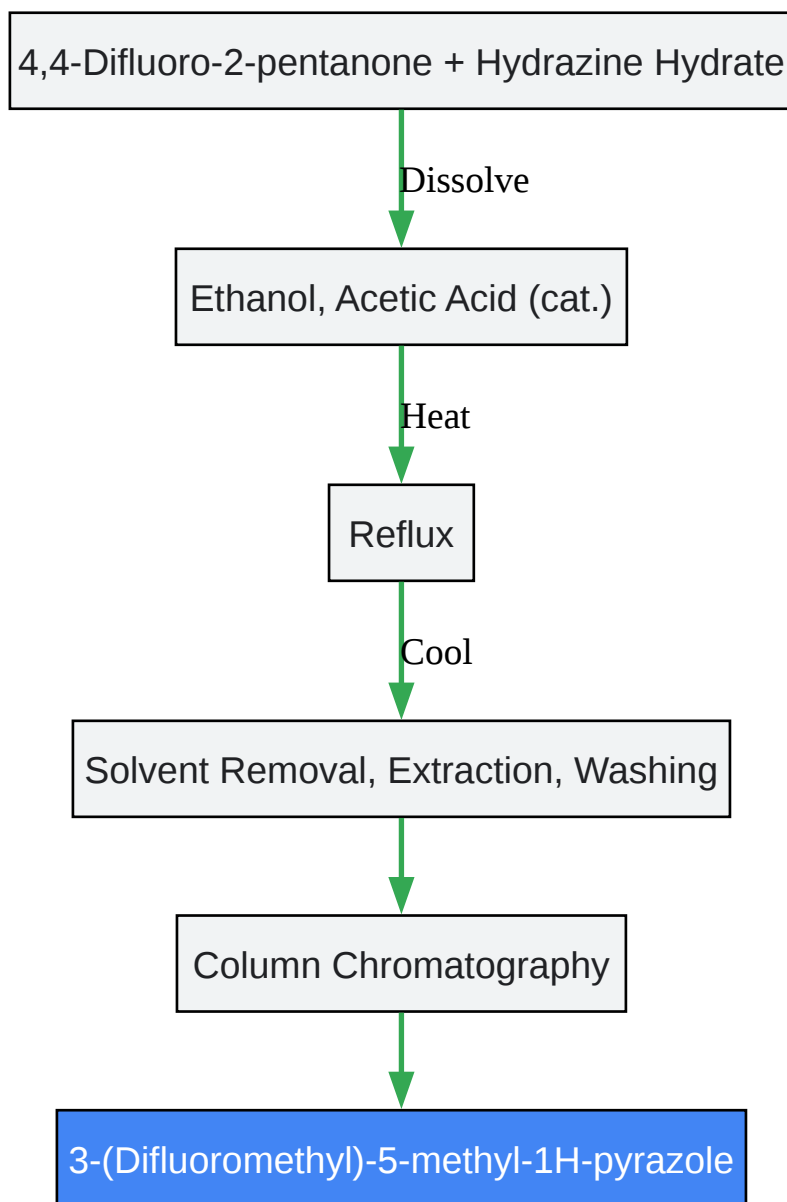 4,4-Difluoro-2-pentanone + Hydrazine Hydrate
Dissolve
Ethanol, Acetic Acid (cat.)
Heat
Reflux
Cool
Solvent Removal, Extraction, Washing
Column Chromatography
3-(Difluoromethyl)-5-methyl-1H-pyrazole